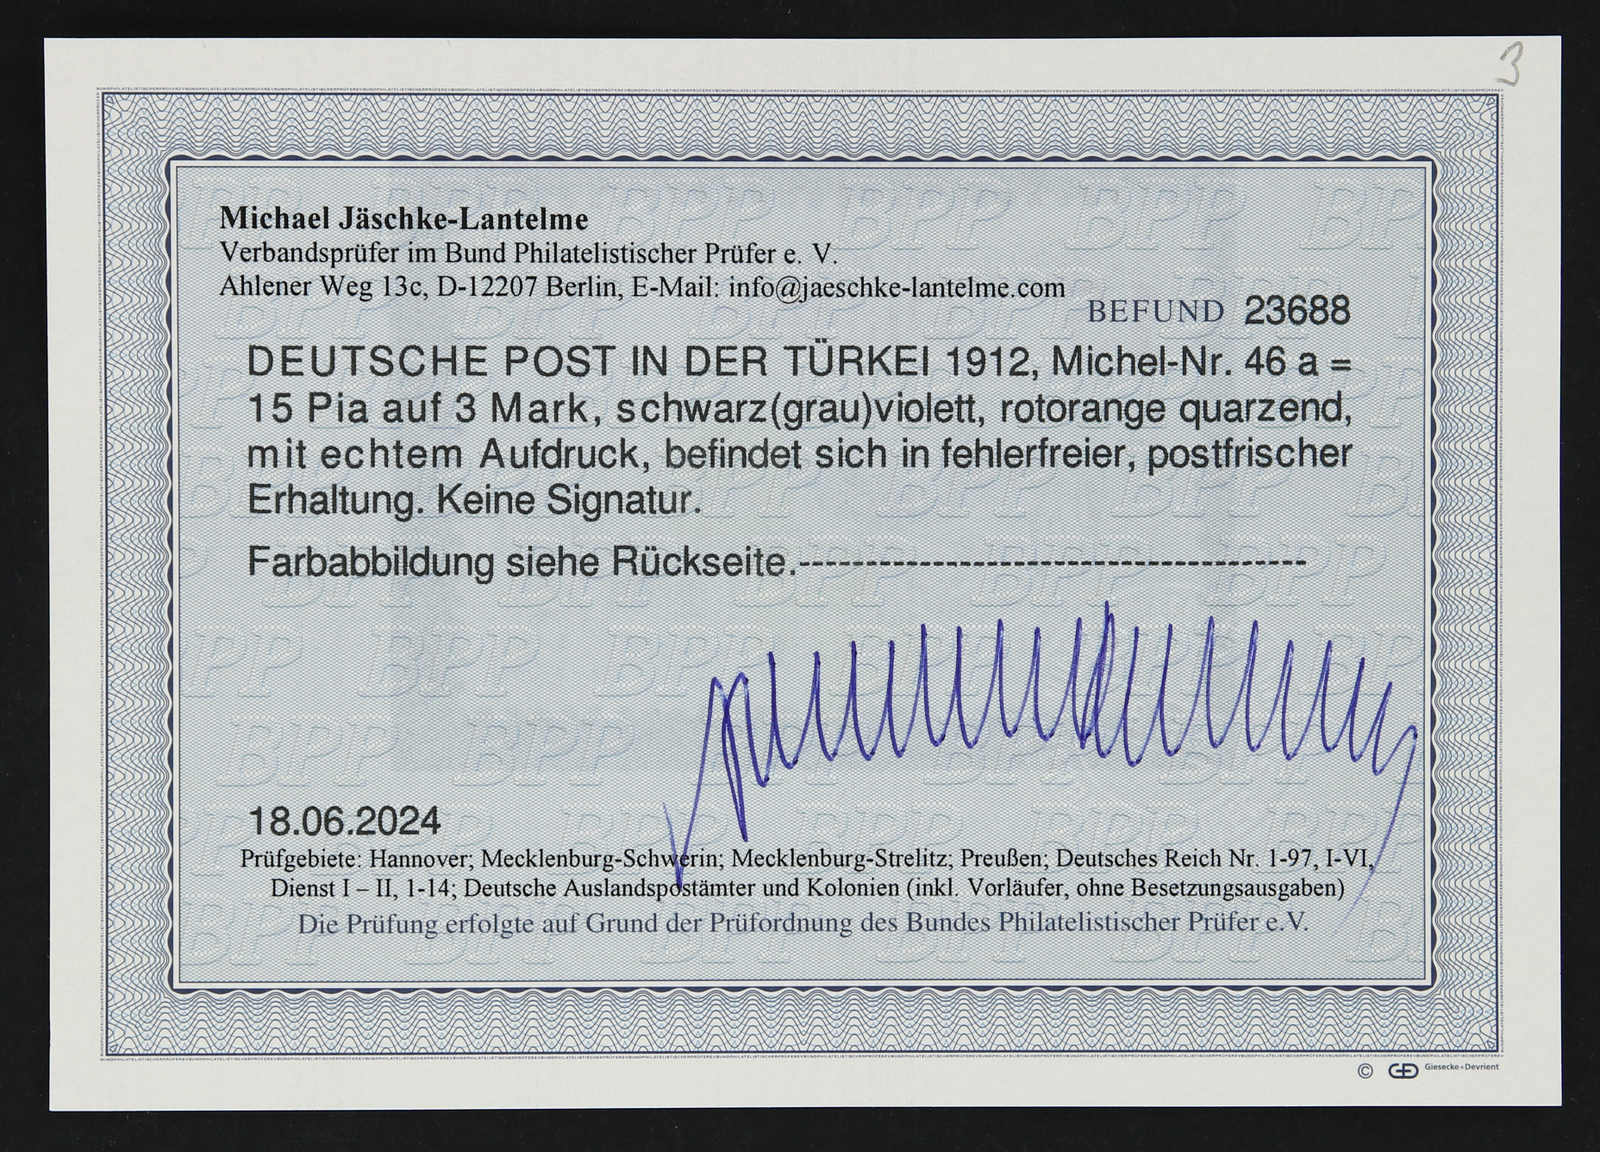 3
Michael Jäschke-Lantelme
Verbandsprüfer im Bund Philatelistischer Prüfer e. V.
Ahlener Weg 13c, D-12207 Berlin, E-Mail: info@jaeschke-lantelme.com
BEFUND 23688
DEUTSCHE POST IN DER TÜRKEI 1912, Michel-Nr. 46 a =
15 Pia auf 3 Mark, schwarz(grau)violett, rotorange quarzend,
mit echtem Aufdruck, befindet sich in fehlerfreier, postfrischer
Erhaltung. Keine Signatur.
Farbabbildung siehe Rückseite.--------------------------------------
18.06.2024
Prüfgebiete: Hannover; Mecklenburg-Schwerin; Mecklenburg-Strelitz; Preußen; Deutsches Reich Nr. 1-97, I-VI,
Dienst I – II, 1-14; Deutsche Auslandspostämter und Kolonien (inkl. Vorläufer, ohne Besetzungsausgaben)
Die Prüfung erfolgte auf Grund der Prüfordnung des Bundes Philatelistischer Prüfer e.V.
© GD Giesecke+Devrient